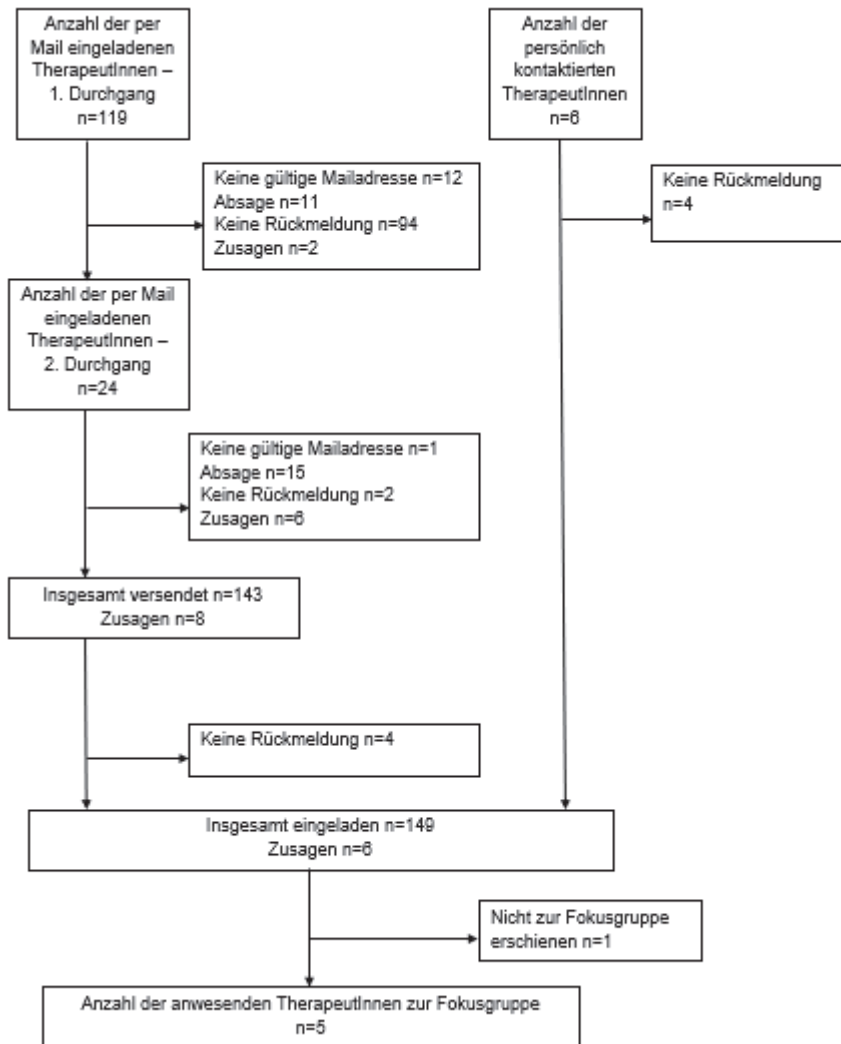 Anzahl der per
Mail eingeladenen
TherapeutInnen –
1. Durchgang
n=119
Anzahl der
persönlich
kontaktierten
TherapeutInnen
n=6
Keine gültige Mailadresse n=12
Absage n=11
Keine Rückmeldung n=94
Zusagen n=2
Keine Rückmeldung
n=4
Anzahl der per Mail
eingeladenen
TherapeutInnen –
2. Durchgang
n=24
Keine gültige Mailadresse n=1
Absage n=15
Keine Rückmeldung n=2
Zusagen n=6
Insgesamt versendet n=143
Zusagen n=8
Keine Rückmeldung n=4
Insgesamt eingeladen n=149
Zusagen n=6
Nicht zur Fokusgruppe
erschienen n=1
Anzahl der anwesenden TherapeutInnen zur Fokusgruppe
n=5